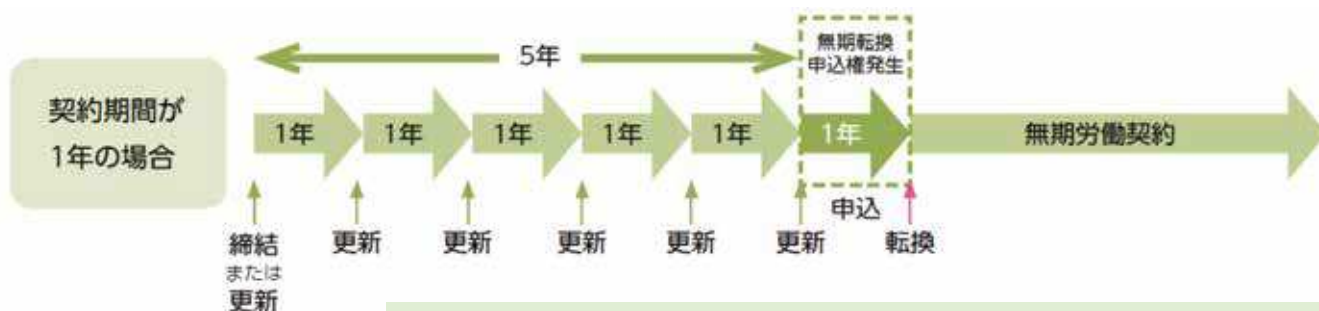 契約期間が
1年の場合
5年
無期転換
申込権発生
1年
1年
1年
1年
1年
1年
無期労働契約
締結
または
更新
更新
更新
更新
更新
更新
申込
転換